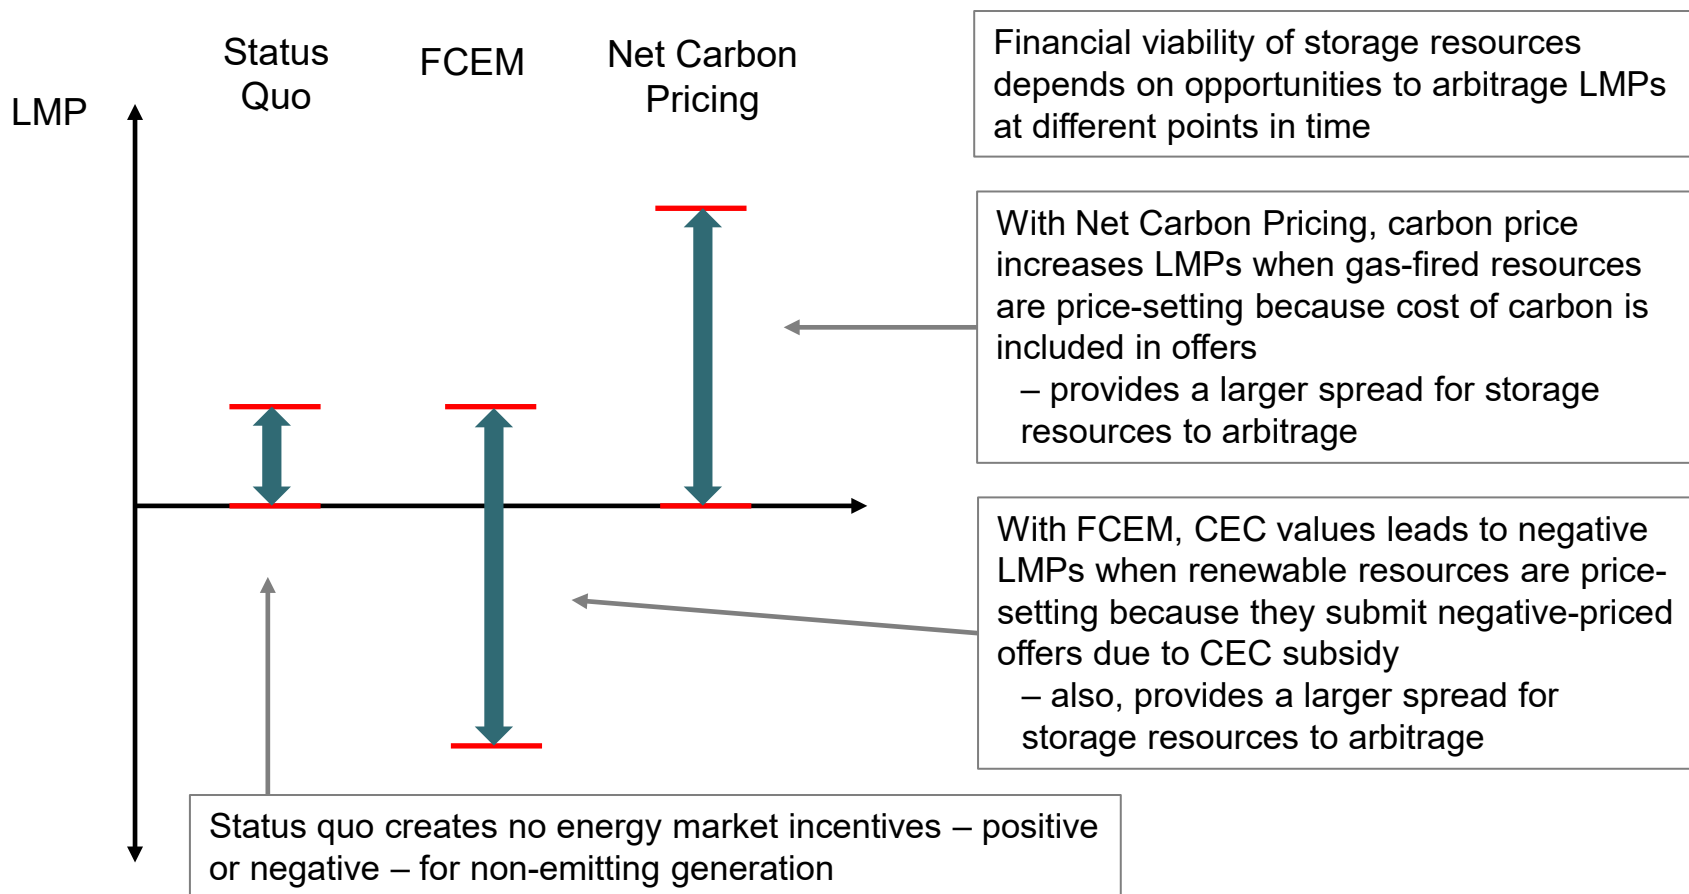 LMP
Status
Quo
FCEM
Net Carbon
Pricing
Financial viability of storage resources
depends on opportunities to arbitrage LMPs
at different points in time
With Net Carbon Pricing, carbon price
increases LMPs when gas-fired resources
are price-setting because cost of carbon is
included in offers
– provides a larger spread for storage
resources to arbitrage
With FCEM, CEC values leads to negative
LMPs when renewable resources are price-
setting because they submit negative-priced
offers due to CEC subsidy
– also, provides a larger spread for
storage resources to arbitrage
Status quo creates no energy market incentives – positive
or negative – for non-emitting generation